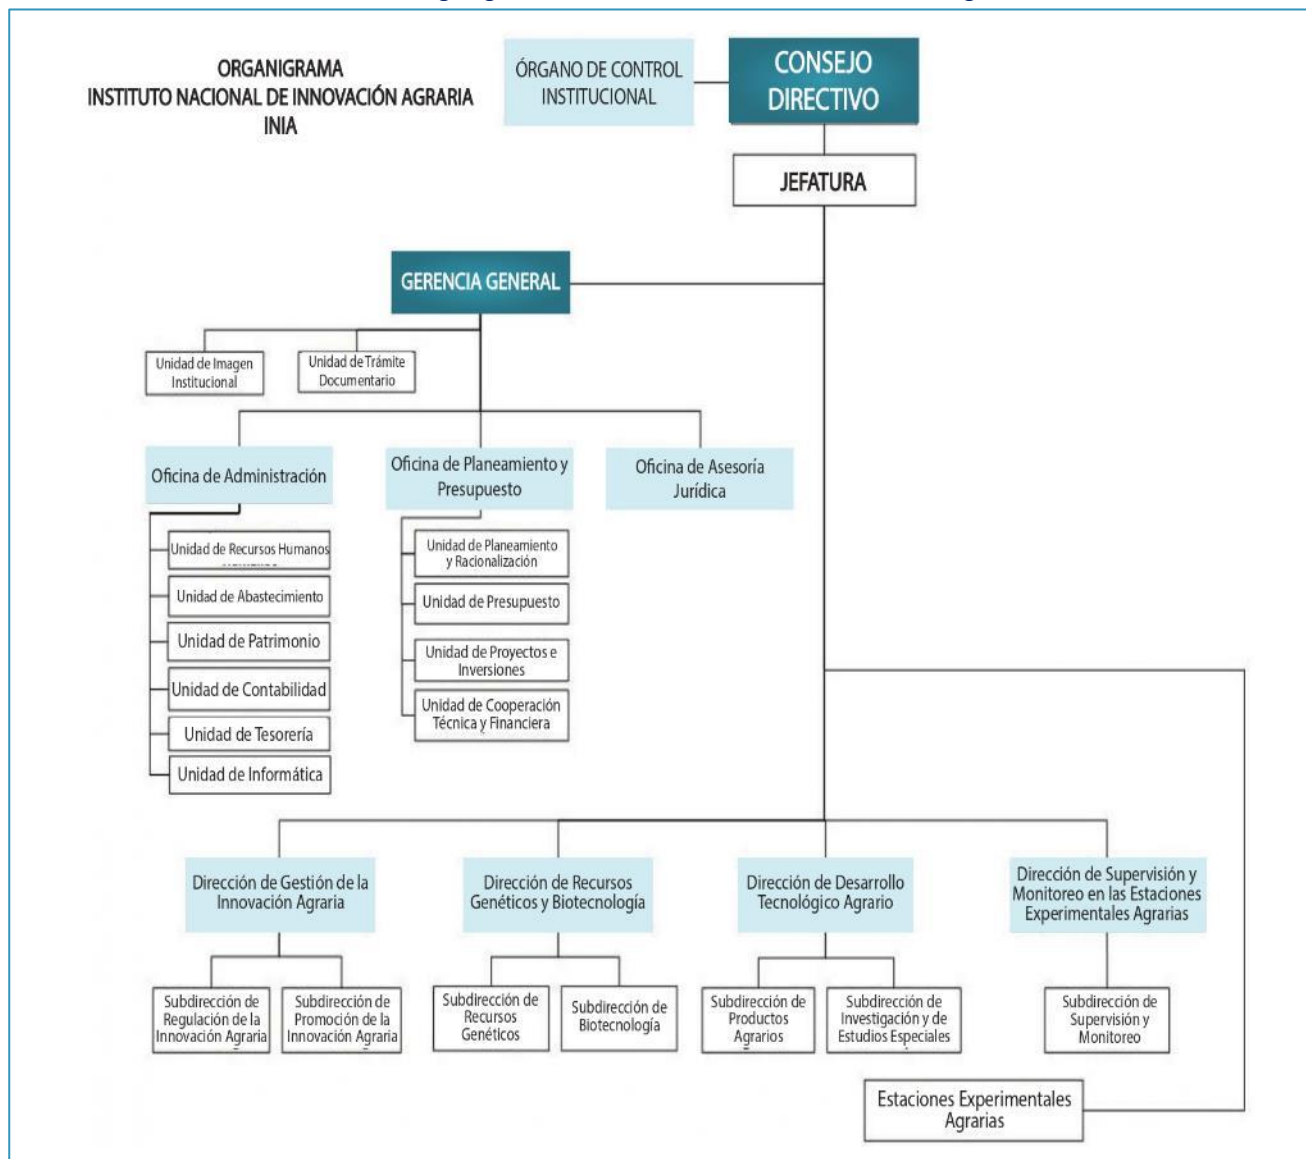 ORGANIGRAMA
INSTITUTO NACIONAL DE INNOVACIÓN AGRARIA
INIA
ÓRGANO DE CONTROL
INSTITUCIONAL
CONSEJO
DIRECTIVO
JEFATURA
GERENCIA GENERAL
Unidad de Imagen
Institucional
Unidad de Trámite
Documentario
Oficina de Administración
Oficina de Planeamiento y
Presupuesto
Oficina de Asesoría
Jurídica
Unidad de Recursos Humanos
Unidad de Abastecimiento
Unidad de Patrimonio
Unidad de Contabilidad
Unidad de Tesorería
Unidad de Informática
Unidad de Planeamiento
y Racionalización
Unidad de Presupuesto
Unidad de Proyectos e
Inversiones
Unidad de Cooperación
Técnica y Financiera
Dirección de Gestión de la
Innovación Agraria
Dirección de Recursos
Genéticos y Biotecnología
Dirección de Desarrollo
Tecnológico Agrario
Dirección de Supervisión y
Monitoreo en las Estaciones
Experimentales Agrarias
Subdirección de
Regulación de la
Innovación Agraria
Subdirección de
Promoción de la
Innovación Agraria
Subdirección de
Recursos
Genéticos
Subdirección de
Biotecnología
Subdirección de
Productos
Agrarios
Subdirección de
Investigación y de
Estudios Especiales
Subdirección de
Supervisión y
Monitoreo
Estaciones Experimentales
Agrarias